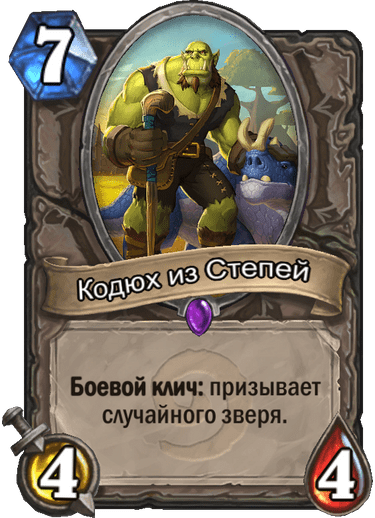 7
Кодюх из Степей
Боевой клич: призывает
случайного зверя.
4
4